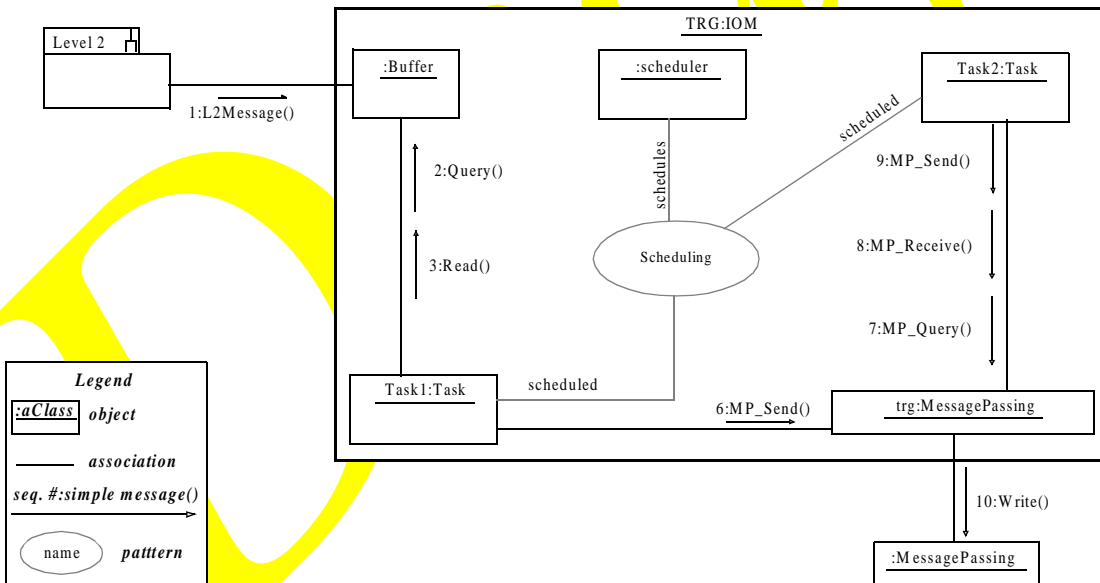 TRG:IOM
Level 2
:Buffer
:scheduler
Task2:Task
1:L2Message()
scheduled
schedules
2:Query()
9:MP_Send()
3:Read()
Scheduling
8:MP_Receive()
7:MP_Query()
Task1:Task
scheduled
6:MP_Send()
trg:MessagePassing
10:Write()
:MessagePassing
Legend
:aClass object
association
seq. #:simple message()
name patttern